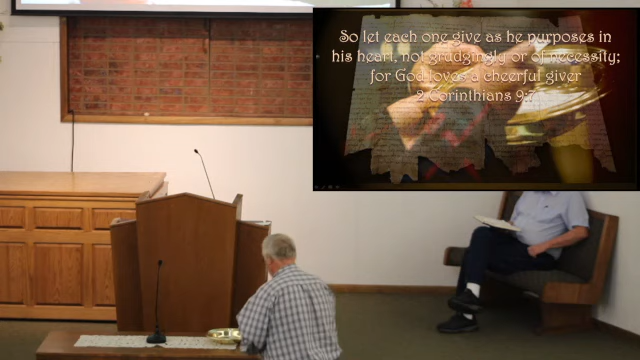 So let each one give as he purposes in
his heart, not grudgingly or of necessity;
for God loves a cheerful giver
2 Corinthians 9:7